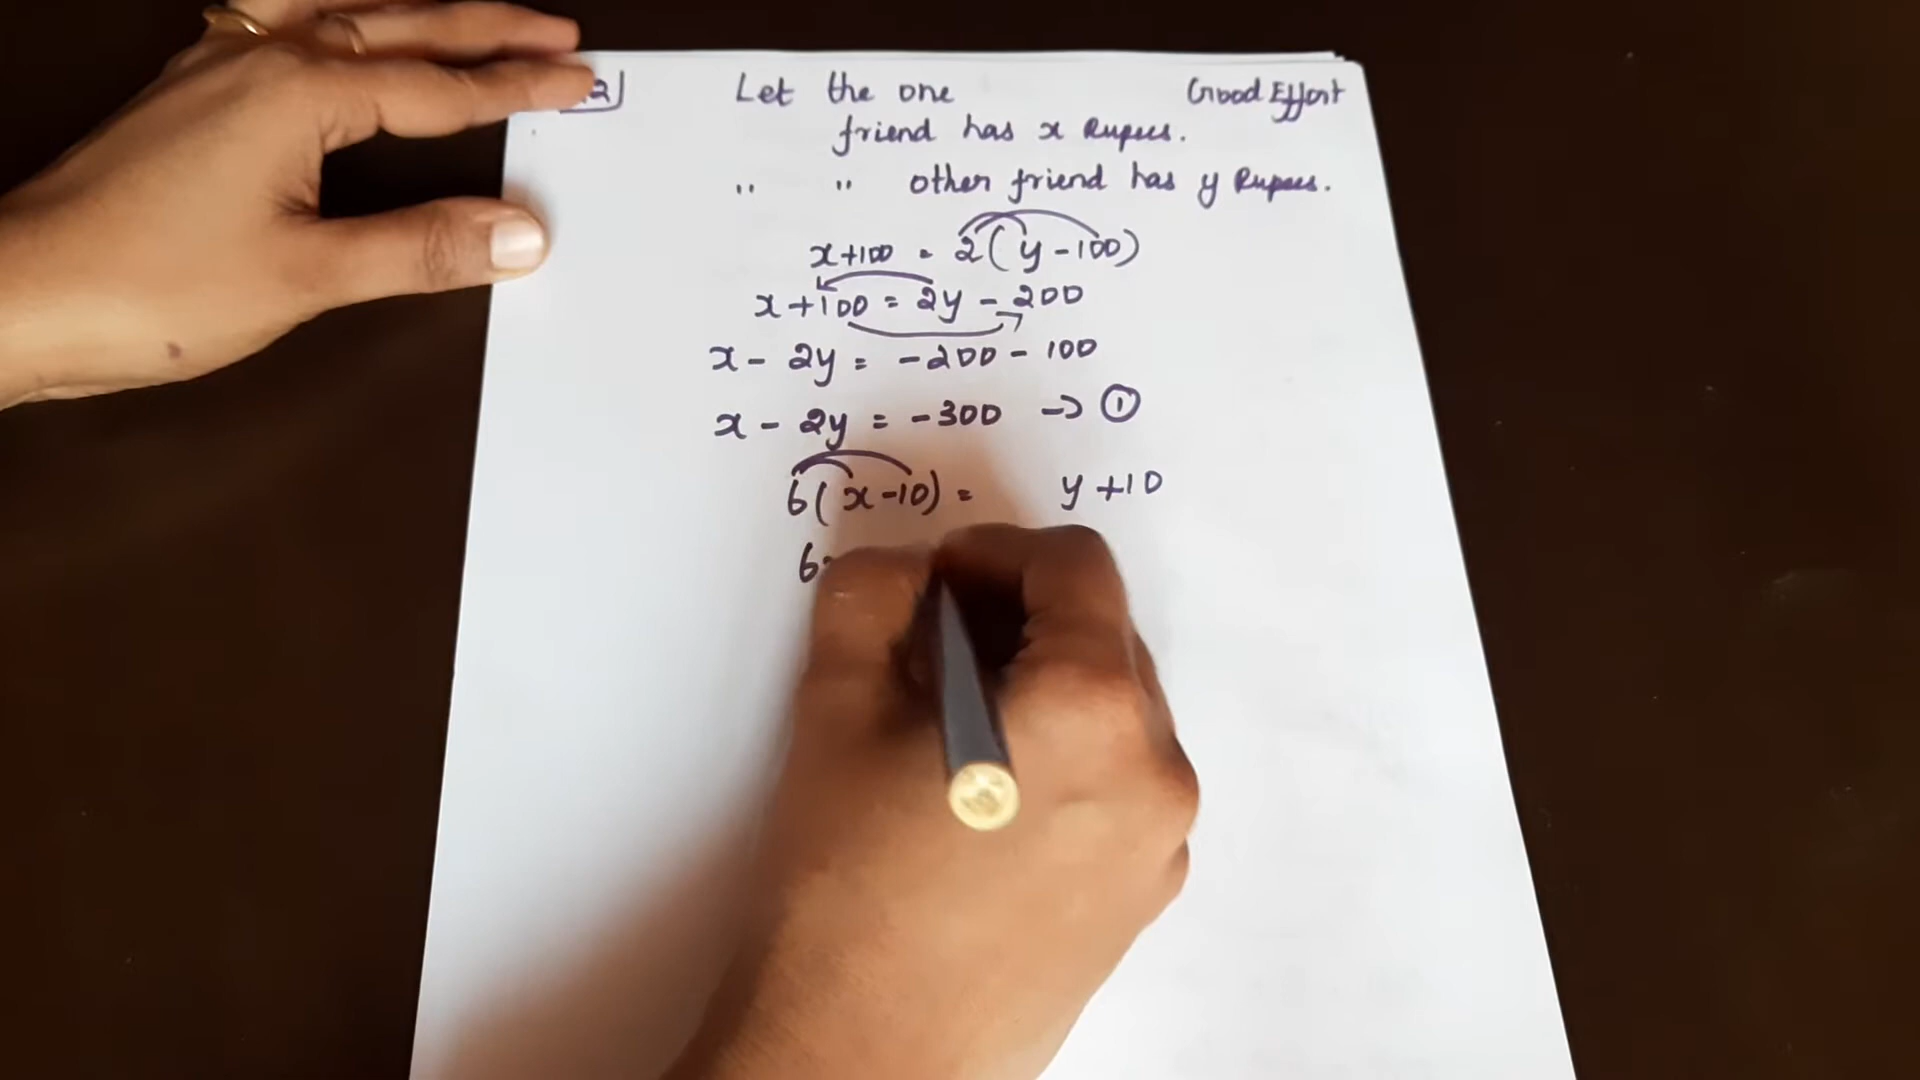 2
Let the one Good Effort
friend has x Rupees.
" " other friend has y Rupees.
x+100 = 2(y-100)
x+100 = 2y - 200
x - 2y = -200 - 100
x - 2y = -300 → ①
6(x-10) = y+10
6